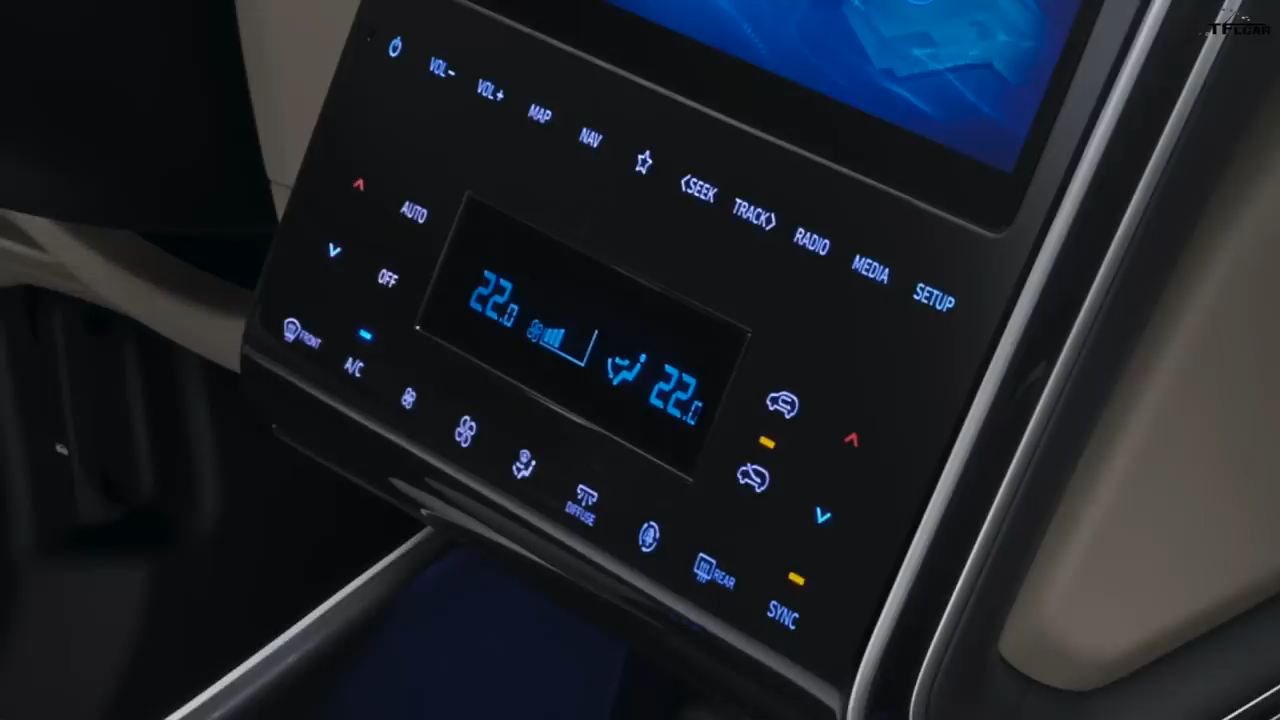 TFLCAR
VOL−
VOL+
MAP
NAV
<SEEK
TRACK>
RADIO
MEDIA
SETUP
AUTO
OFF
22.0
22.0
FRONT
A/C
DIFFUSE
REAR
SYNC